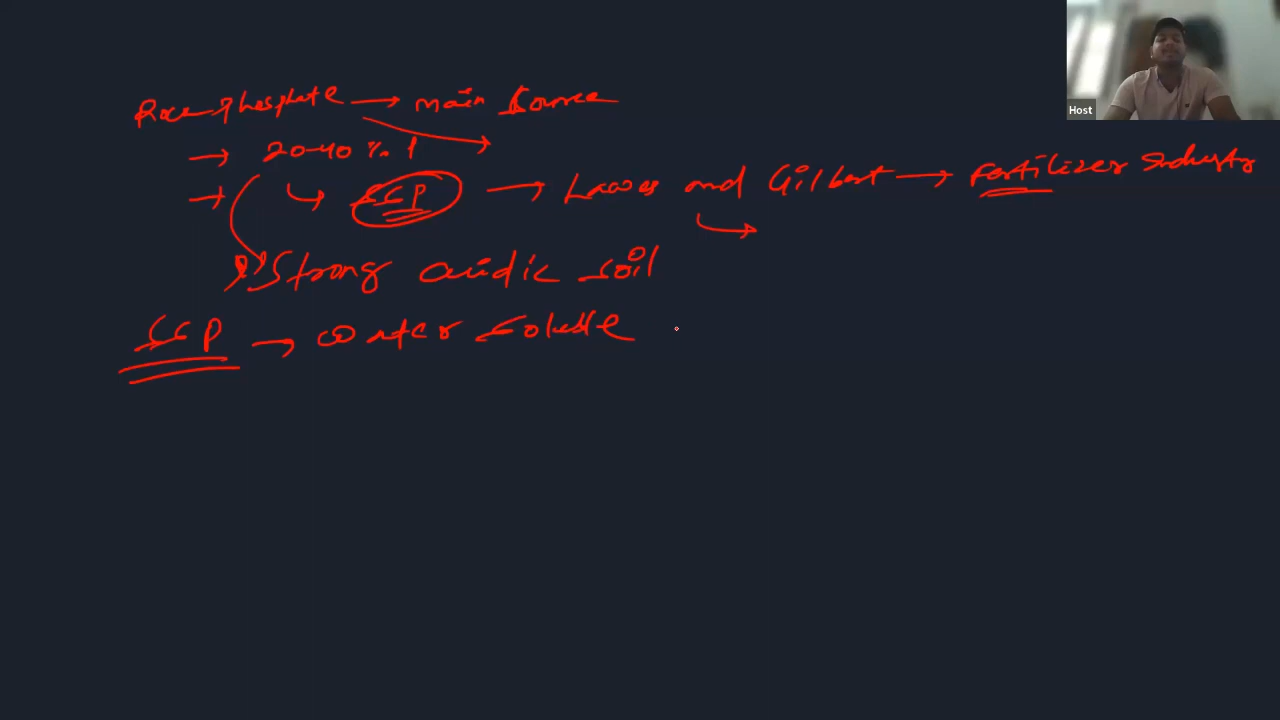 Host
Rock phosphate → main source
→ 20-40 %
→ SSP → Lawes and Gilbert → Fertilizer Industry
Strong acidic soil
SSP → water soluble